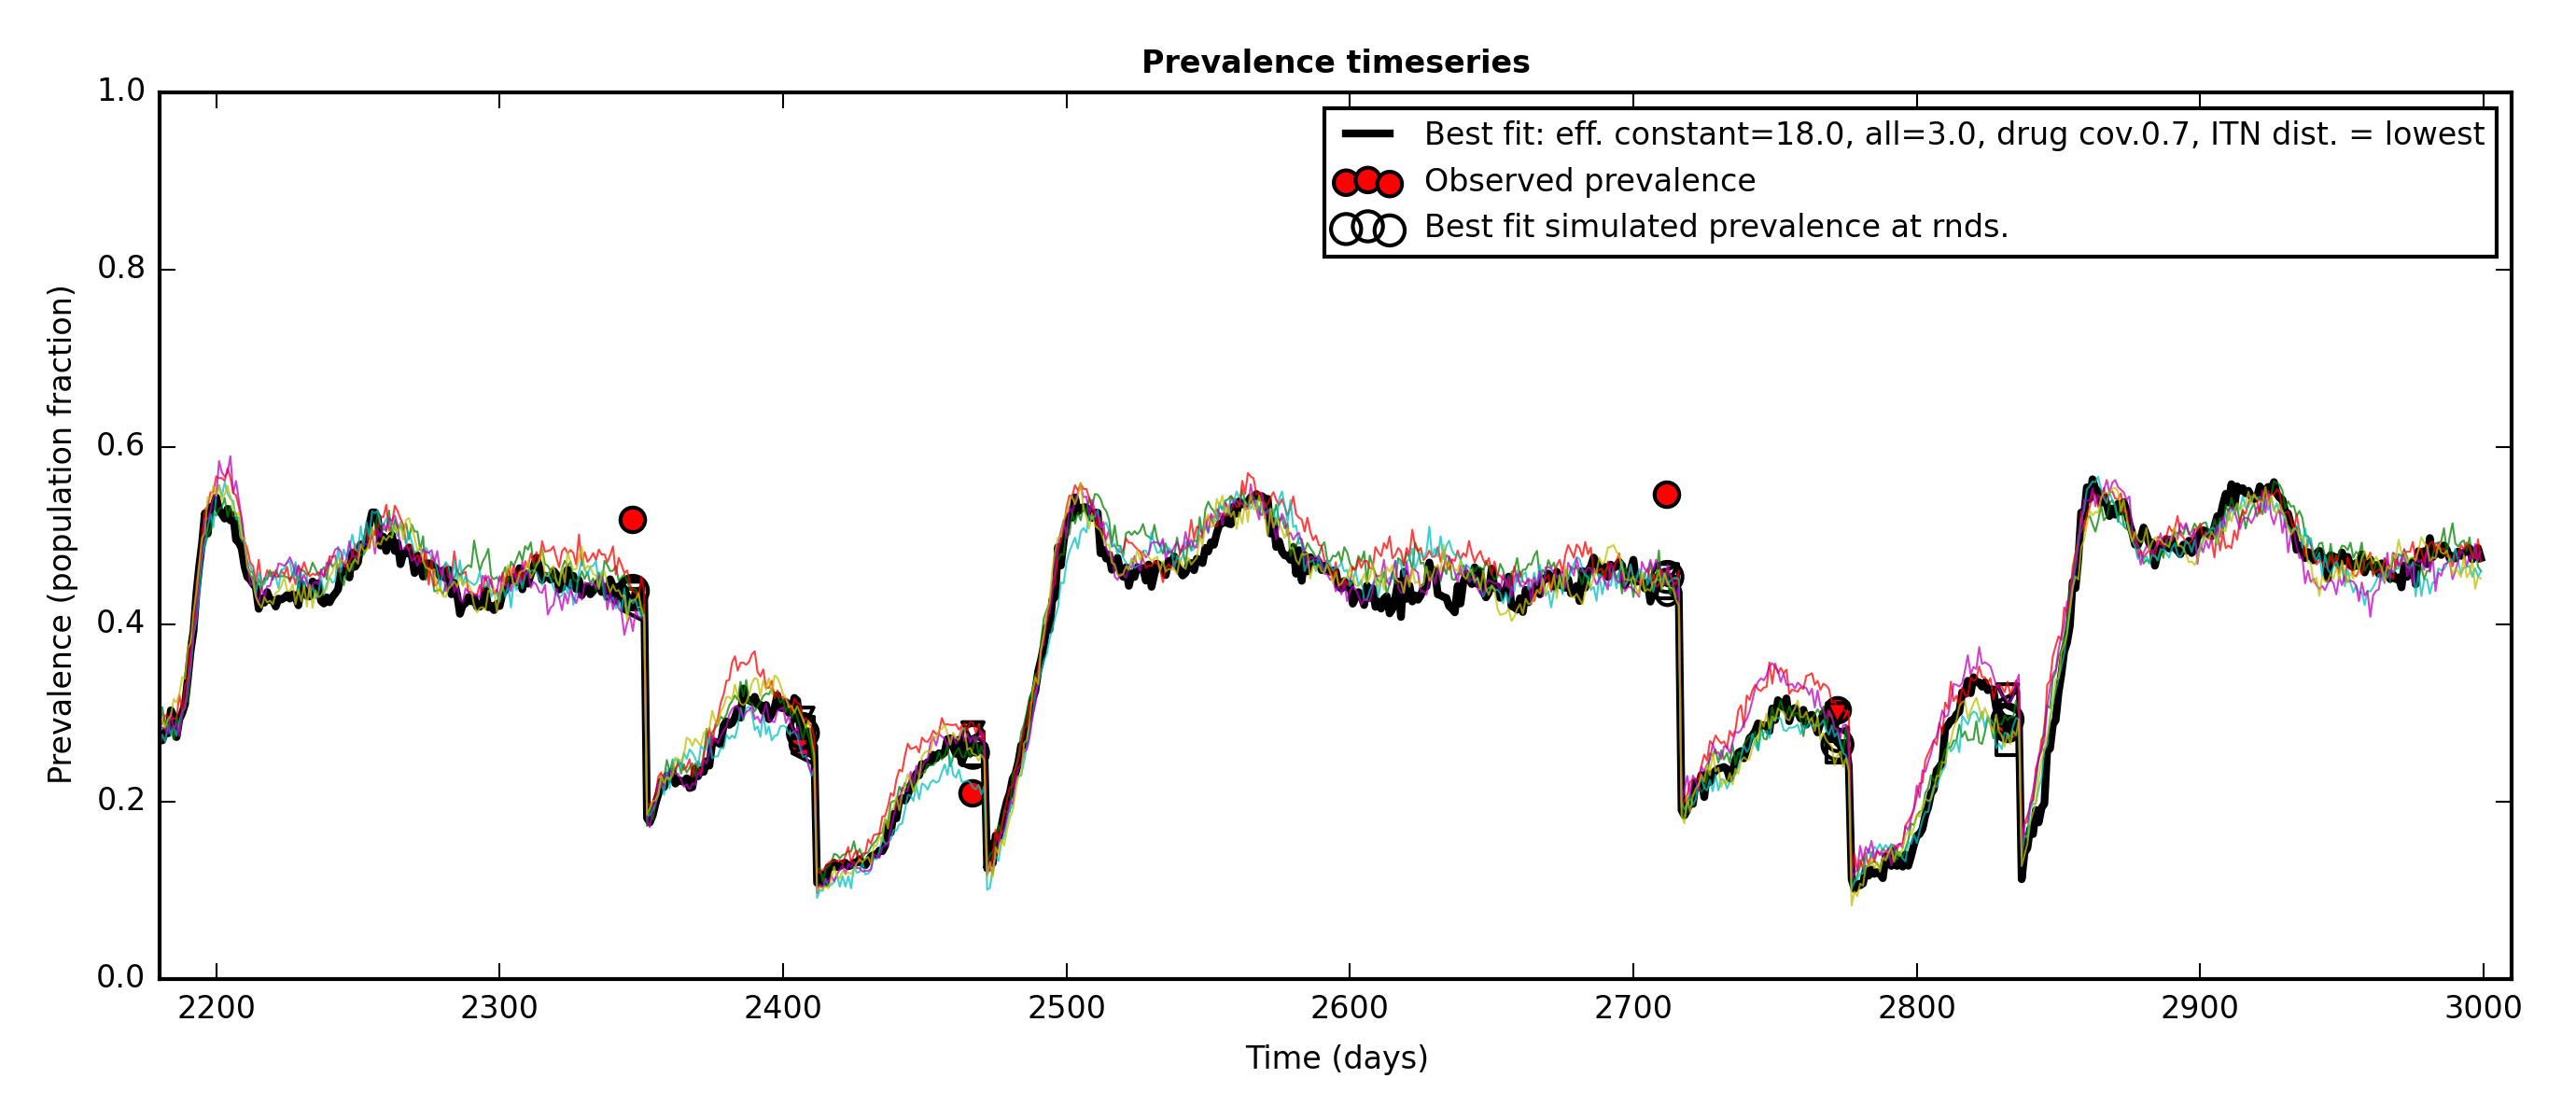 Prevalence timeseries
Prevalence (population fraction)
1.0
0.8
0.6
0.4
0.2
0.0
Best fit: eff. constant=18.0, all=3.0, drug cov.0.7, ITN dist. = lowest
Observed prevalence
Best fit simulated prevalence at rnds.
2200 2300 2400 2500 2600 2700 2800 2900 3000
Time (days)